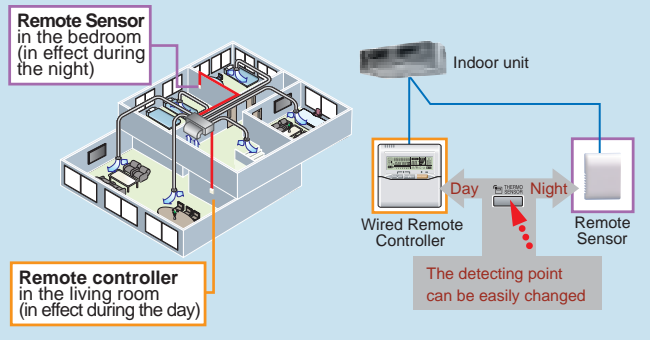 Remote Sensor
in the bedroom
(in effect during
the night)
Remote controller
in the living room
(in effect during the day)
Indoor unit
Day
THERMO
SENSOR
Night
Wired Remote
Controller
Remote
Sensor
The detecting point
can be easily changed